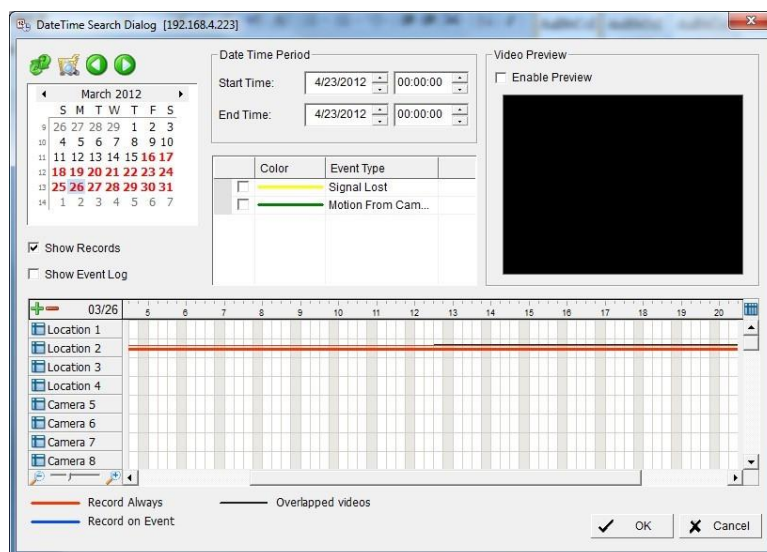 DateTime Search Dialog [192.168.4.223]
Date Time Period
Video Preview
Start Time: 4/23/2012 00:00:00
Enable Preview
March 2012
S M T W T F S
9 26 27 28 29 1 2 3
10 4 5 6 7 8 9 10
11 11 12 13 14 15 16 17
12 18 19 20 21 22 23 24
13 25 26 27 28 29 30 31
14 1 2 3 4 5 6 7
End Time: 4/23/2012 00:00:00
Color Event Type
Signal Lost
Motion From Cam...
Show Records
Show Event Log
03/26 5 6 7 8 9 10 11 12 13 14 15 16 17 18 19 20
Location 1
Location 2
Location 3
Location 4
Camera 5
Camera 6
Camera 7
Camera 8
Record Always Overlapped videos
Record on Event
OK Cancel